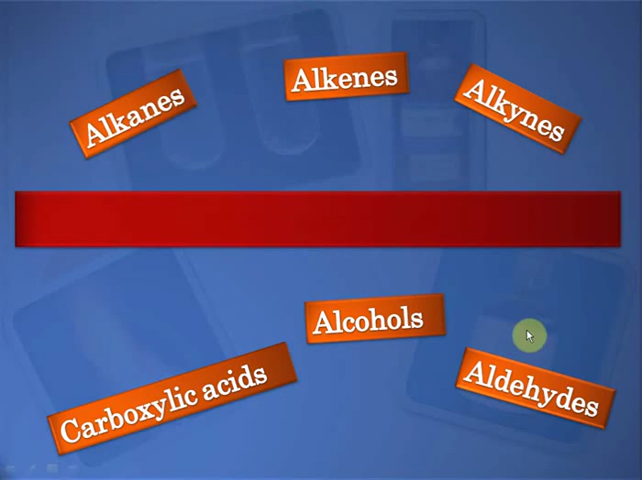 Alkanes
Alkenes
Alkynes
Alcohols
Carboxylic acids
Aldehydes